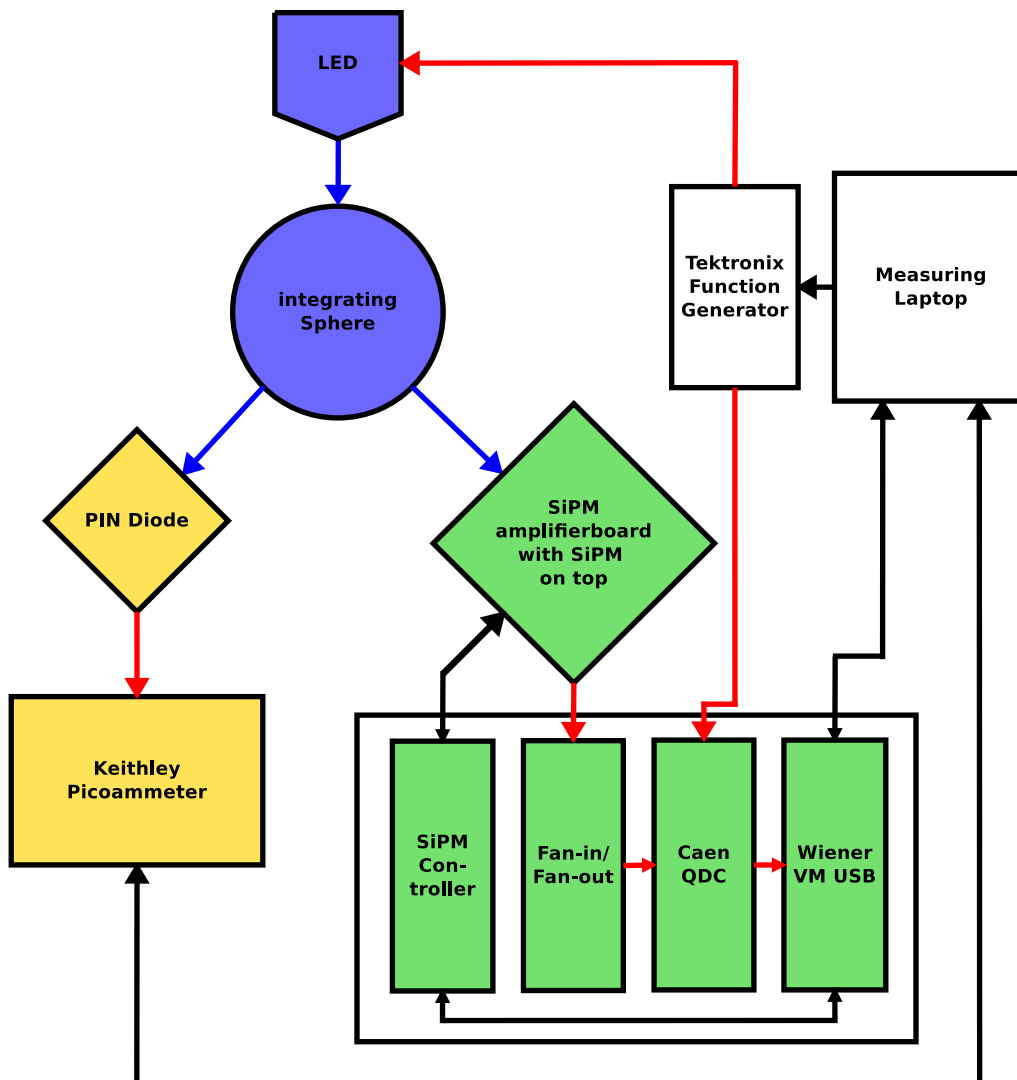 LED
integrating
Sphere
Tektronix
Function
Generator
Measuring
Laptop
PIN Diode
SiPM
amplifierboard
with SiPM
on top
Keithley
Picoammeter
SiPM
Con-
troller
Fan-in/
Fan-out
Caen
QDC
Wiener
VM USB